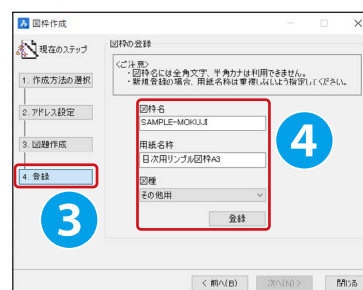 図枠作成
現在のステップ
1. 作成方法の選択
2. アドレス設定
3. 図題作成
4. 登録
3
図枠の登録
<ご注意>
・図枠名には全角文字、半角カナは利用できません。
・新規登録の場合、用紙名称は重複しないよう指定してください。
図枠名
SAMPLE-MOKUJI
用紙名称
目次用サンプル図枠A3
図種
その他用
登録
4
< 前へ(B)
次へ(N) >
閉じる